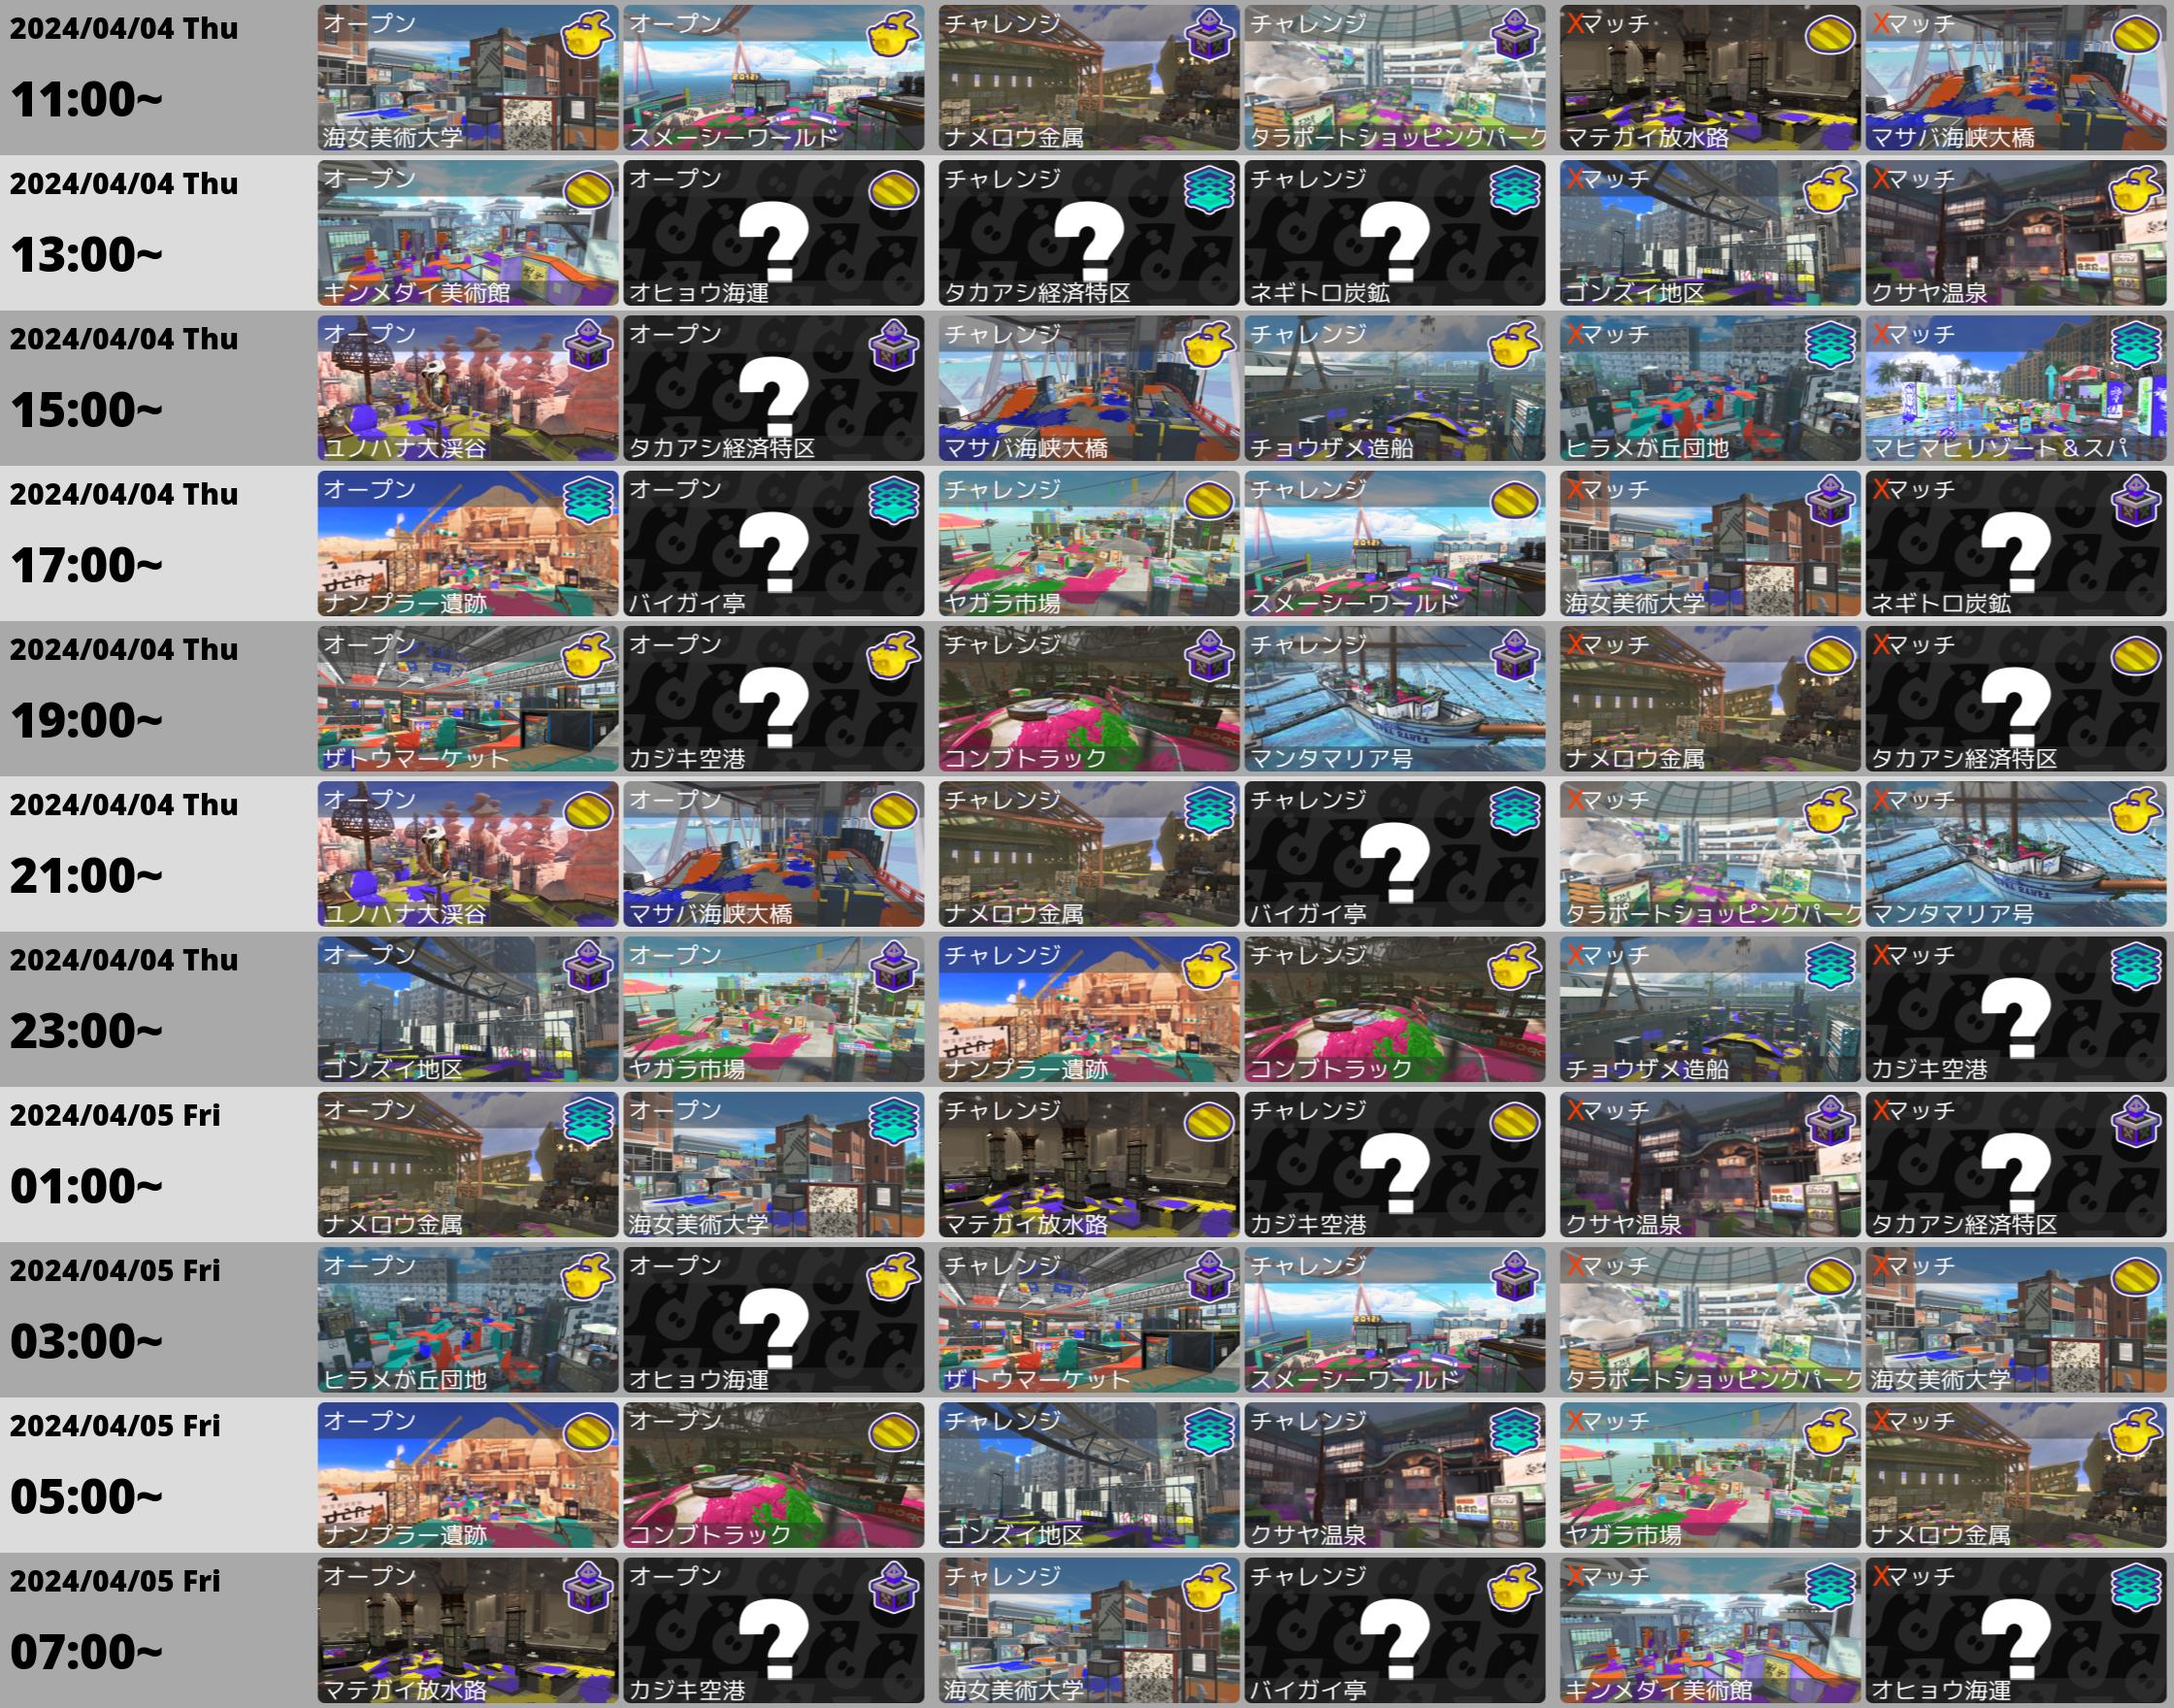 2024/04/04 Thu
11:00~
オープン
海女美術大学
オープン
スメーシーワールド
チャレンジ
ナメロウ金属
チャレンジ
タラポートショッピングパーク
Xマッチ
マテガイ放水路
Xマッチ
マサバ海峡大橋
2024/04/04 Thu
13:00~
オープン
キンメダイ美術館
オープン
オヒョウ海運
チャレンジ
タカアシ経済特区
チャレンジ
ネギトロ炭鉱
Xマッチ
ゴンズイ地区
Xマッチ
クサヤ温泉
2024/04/04 Thu
15:00~
オープン
ユノハナ大渓谷
オープン
タカアシ経済特区
チャレンジ
マサバ海峡大橋
チャレンジ
チョウザメ造船
Xマッチ
ヒラメが丘団地
Xマッチ
マヒマヒリゾート＆スパ
2024/04/04 Thu
17:00~
オープン
ナンプラー遺跡
オープン
バイガイ亭
チャレンジ
ヤガラ市場
チャレンジ
スメーシーワールド
Xマッチ
海女美術大学
Xマッチ
ネギトロ炭鉱
2024/04/04 Thu
19:00~
オープン
ザトウマーケット
オープン
カジキ空港
チャレンジ
コンブトラック
チャレンジ
マンタマリア号
Xマッチ
ナメロウ金属
Xマッチ
タカアシ経済特区
2024/04/04 Thu
21:00~
オープン
ユノハナ大渓谷
オープン
マサバ海峡大橋
チャレンジ
ナメロウ金属
チャレンジ
バイガイ亭
Xマッチ
タラポートショッピングパーク
Xマッチ
マンタマリア号
2024/04/04 Thu
23:00~
オープン
ゴンズイ地区
オープン
ヤガラ市場
チャレンジ
ナンプラー遺跡
チャレンジ
コンブトラック
Xマッチ
チョウザメ造船
Xマッチ
カジキ空港
2024/04/05 Fri
01:00~
オープン
ナメロウ金属
オープン
海女美術大学
チャレンジ
マテガイ放水路
チャレンジ
カジキ空港
Xマッチ
クサヤ温泉
Xマッチ
タカアシ経済特区
2024/04/05 Fri
03:00~
オープン
ヒラメが丘団地
オープン
オヒョウ海運
チャレンジ
ザトウマーケット
チャレンジ
スメーシーワールド
Xマッチ
タラポートショッピングパーク
Xマッチ
海女美術大学
2024/04/05 Fri
05:00~
オープン
ナンプラー遺跡
オープン
コンブトラック
チャレンジ
ゴンズイ地区
チャレンジ
クサヤ温泉
Xマッチ
ヤガラ市場
Xマッチ
ナメロウ金属
2024/04/05 Fri
07:00~
オープン
マテガイ放水路
オープン
カジキ空港
チャレンジ
海女美術大学
チャレンジ
バイガイ亭
Xマッチ
キンメダイ美術館
Xマッチ
オヒョウ海運